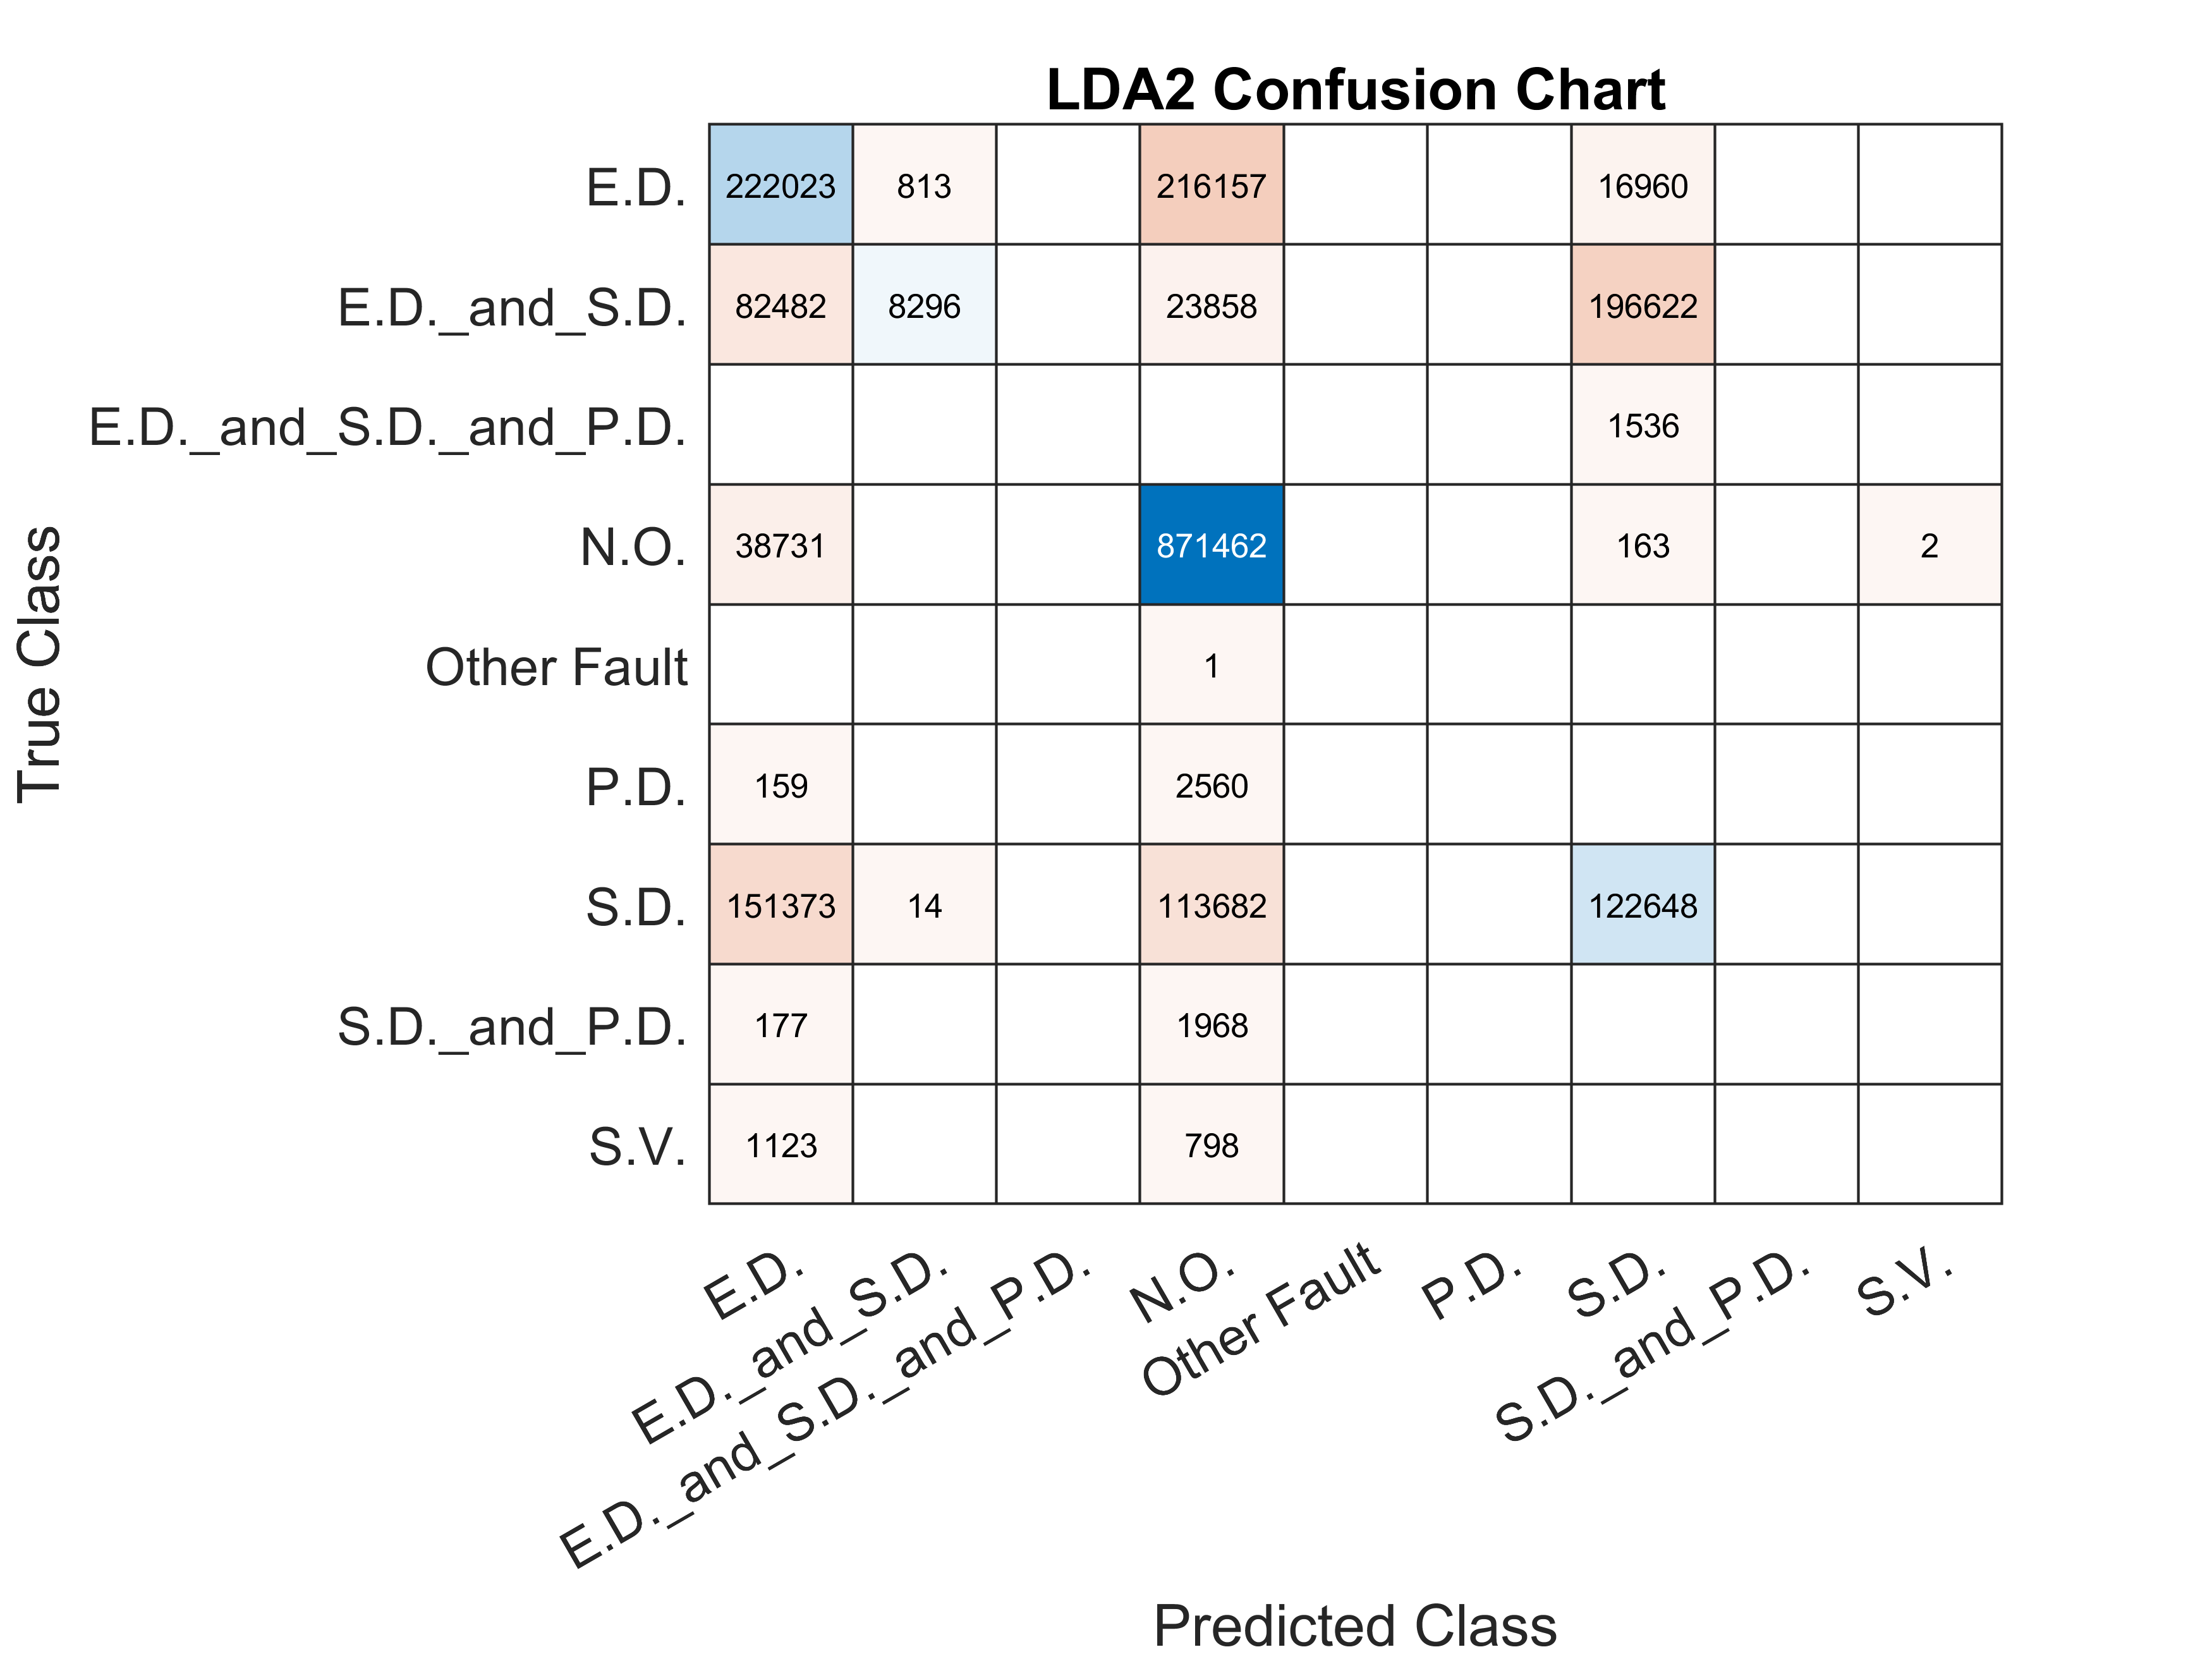 LDA2 Confusion Chart
True Class
E.D. 222023 813 216157 16960
E.D._and_S.D. 82482 8296 23858 196622
E.D._and_S.D._and_P.D. 1536
N.O. 38731 871462 163 2
Other Fault 1
P.D. 159 2560
S.D. 151373 14 113682 122648
S.D._and_P.D. 177 1968
S.V. 1123 798
E.D.
E.D._and_S.D.
E.D._and_S.D._and_P.D.
N.O.
Other Fault
P.D.
S.D.
S.D._and_P.D.
S.V.
Predicted Class